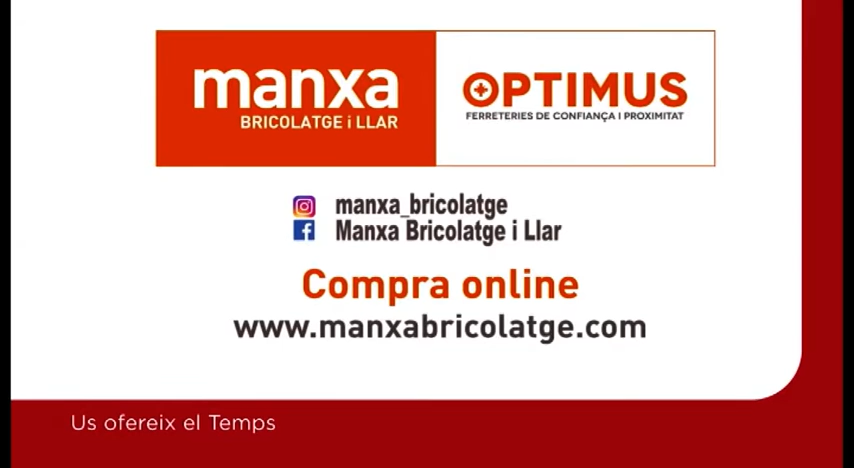 manxa
BRICOLATGE i LLAR
OPTIMUS
FERRETERIES DE CONFIANÇA I PROXIMITAT
manxa_bricolatge
Manxa Bricolatge i Llar
Compra online
www.manxabricolatge.com
Us ofereix el Temps